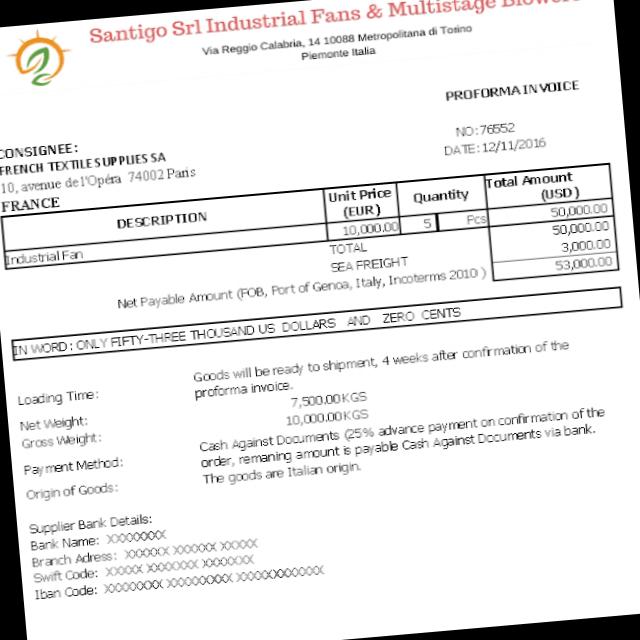 Santigo Srl Industrial Fans & Multistage Blowers
Via Reggio Calabria, 14 10088 Metropolitana di Torino
Piemonte Italia
PROFORMA INVOICE
NO: 76552
DATE: 12/11/2016
CONSIGNEE:
FRENCH TEXTILE SUPPLIES SA
10, avenue de l'Opéra 74002 Paris
FRANCE
DESCRIPTION Unit Price (EUR) Quantity Total Amount (USD)
Industrial Fan 10,000.00 5 Pcs 50,000.00
TOTAL 50,000.00
SEA FREIGHT 3,000.00
Net Payable Amount (FOB, Port of Genoa, Italy, Incoterms 2010 ) 53,000.00
IN WORD: ONLY FIFTY-THREE THOUSAND US DOLLARS AND ZERO CENTS
Loading Time: Goods will be ready to shipment, 4 weeks after confirmation of the
proforma invoice.
Net Weight: 7,500.00 KGS
Gross Weight: 10,000.00 KGS
Payment Method: Cash Against Documents (25% advance payment on confirmation of the
order, remaning amount is payable Cash Against Documents via bank.
Origin of Goods: The goods are Italian origin.
Supplier Bank Details:
Bank Name: XXXXXXXX
Branch Adress: XXXXXX XXXXXX XXXXX
Swift Code: XXXXX XXXXXXX XXXXXXX
Iban Code: XXXXXXXX XXXXXXXXX XXXXXXXXXXXX